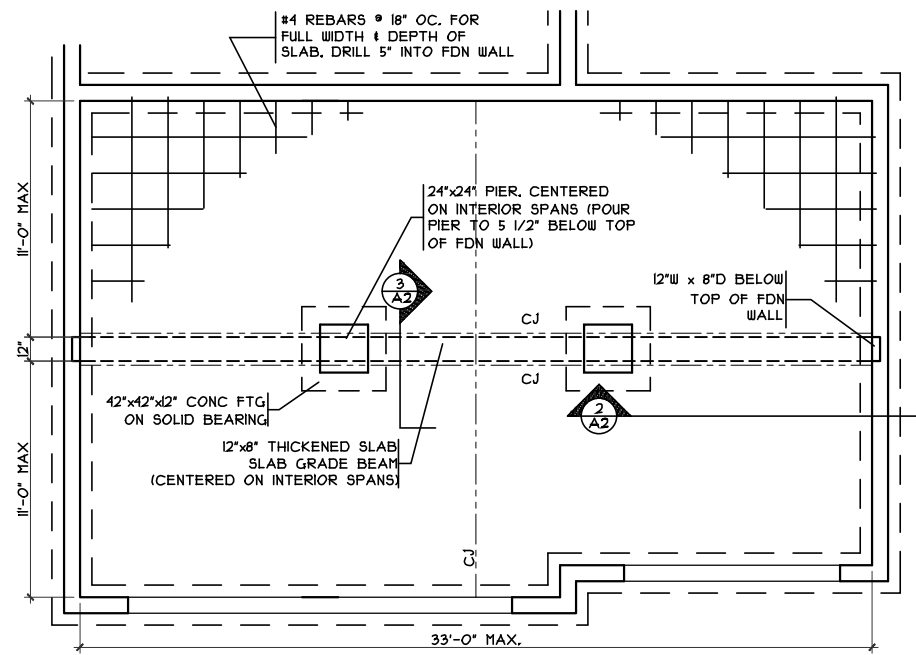 #4 REBARS @ 18" OC. FOR
FULL WIDTH & DEPTH OF
SLAB. DRILL 5" INTO FDN WALL
24"x24" PIER. CENTERED
ON INTERIOR SPANS (POUR
PIER TO 5 1/2" BELOW TOP
OF FDN WALL)
11'-0" MAX
3
A2
12"W x 8"D BELOW
TOP OF FDN
WALL
CJ
12"
CJ
42"x42"x12" CONC FTG
ON SOLID BEARING
2
A2
12"x8" THICKENED SLAB
SLAB GRADE BEAM
(CENTERED ON INTERIOR SPANS)
11'-0" MAX
CJ
33'-0" MAX.